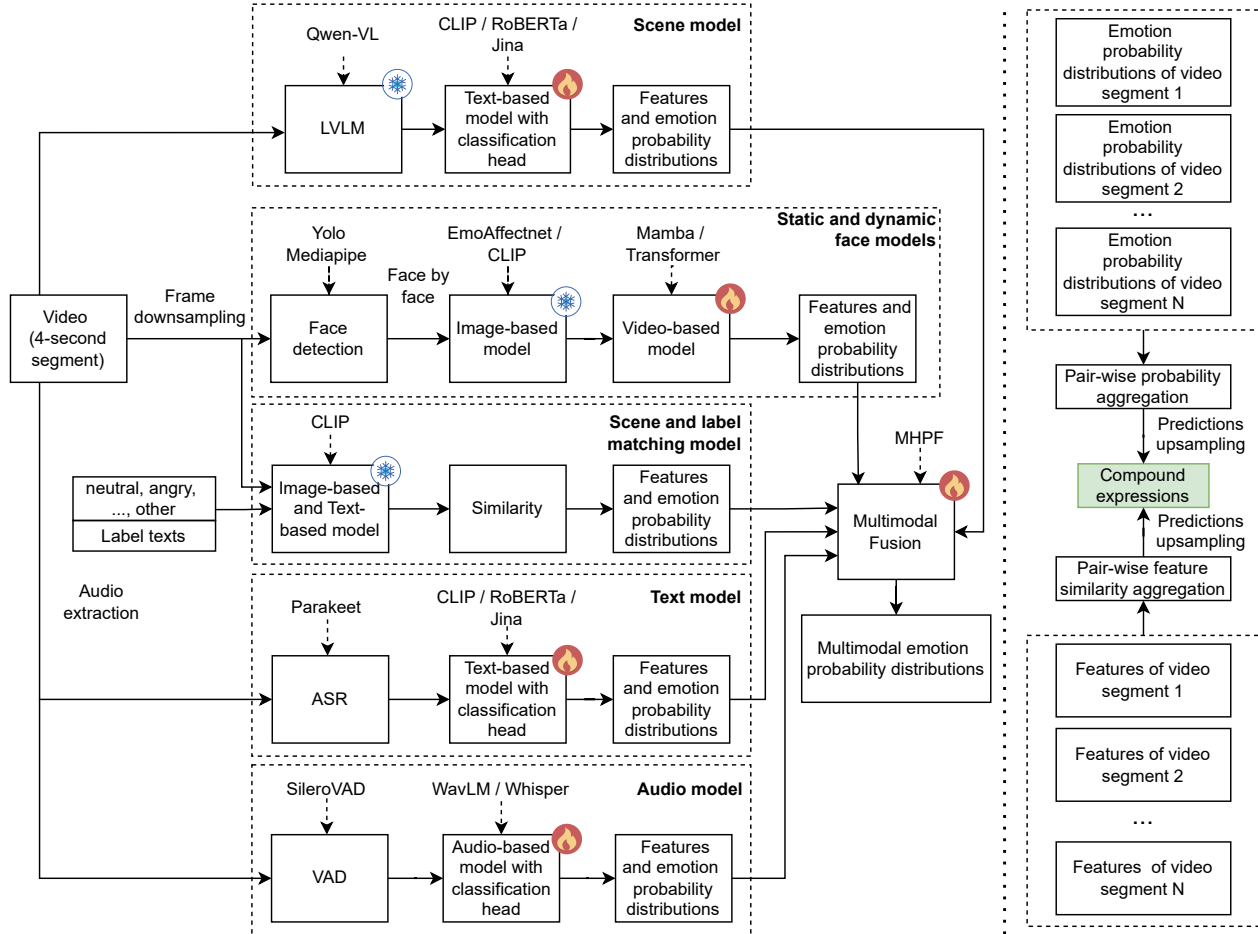 Scene model
Qwen-VL
CLIP / RoBERTa /
Jina
LVLM
Text-based
model with
classification
head
Features
and emotion
probability
distributions
Static and dynamic
face models
Yolo
Mediapipe
Face by
face
EmoAffectnet /
CLIP
Mamba /
Transformer
Video
(4-second
segment)
Frame
downsampling
Face
detection
Image-based
model
Video-based
model
Features and
emotion
probability
distributions
Scene and label
matching model
CLIP
neutral, angry,
..., other
Label texts
Image-based
and Text-
based model
Similarity
Features and
emotion
probability
distributions
MHPF
Multimodal
Fusion
Multimodal emotion
probability distributions
Audio
extraction
Text model
Parakeet
CLIP / RoBERTa /
Jina
ASR
Text-based
model with
classification
head
Features
and emotion
probability
distributions
Audio model
SileroVAD
WavLM / Whisper
VAD
Audio-based
model with
classification
head
Features
and emotion
probability
distributions
Emotion
probability
distributions of video
segment 1
Emotion
probability
distributions of video
segment 2
...
Emotion
probability
distributions of video
segment N
Pair-wise probability
aggregation
Predictions
upsampling
Compound
expressions
Predictions
upsampling
Pair-wise feature
similarity aggregation
Features of video
segment 1
Features of video
segment 2
...
Features of video
segment N